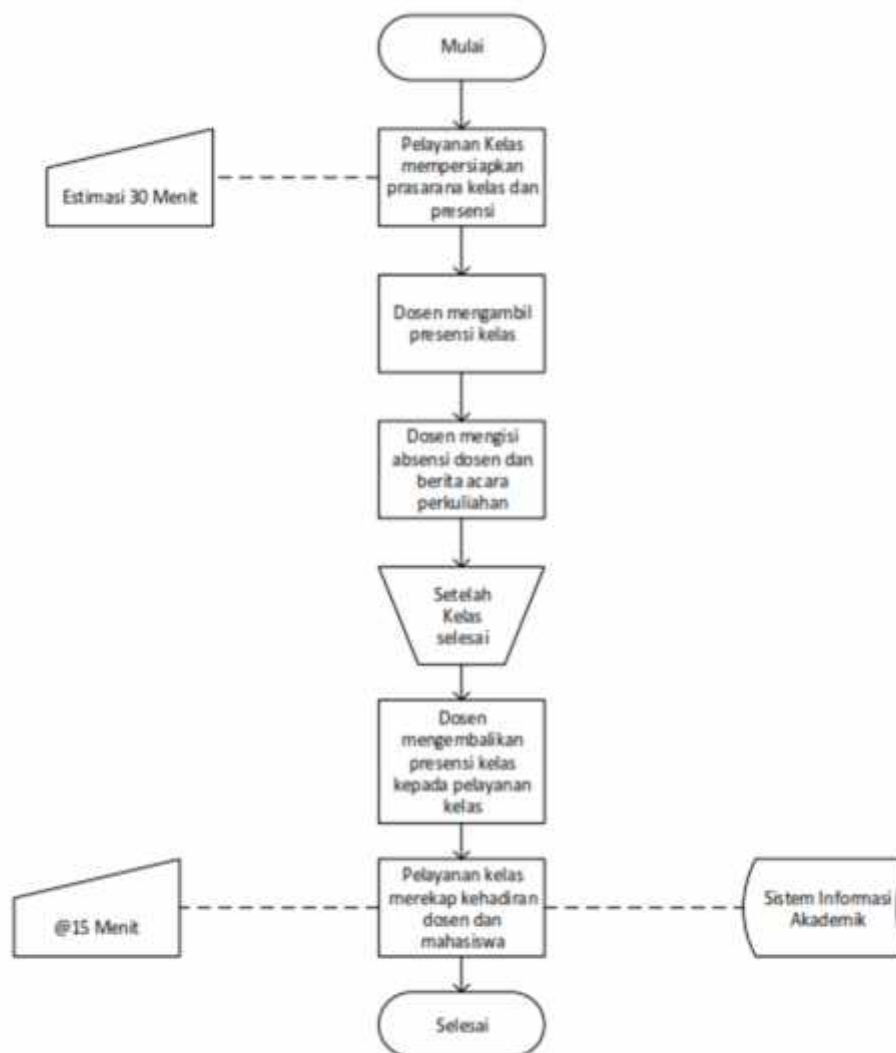 Mulai
Pelayanan Kelas
mempersiapkan
prasarana kelas dan
presensi
Estimasi 30 Menit
Dosen mengambil
presensi kelas
Dosen mengisi
absensi dosen dan
berita acara
perkuliahan
Setelah
Kelas
selesai
Dosen
mengembalikan
presensi kelas
kepada pelayanan
kelas
Pelayanan kelas
merekap kehadiran
dosen dan
mahasiswa
@15 Menit
Sistem Informasi
Akademik
Selesai